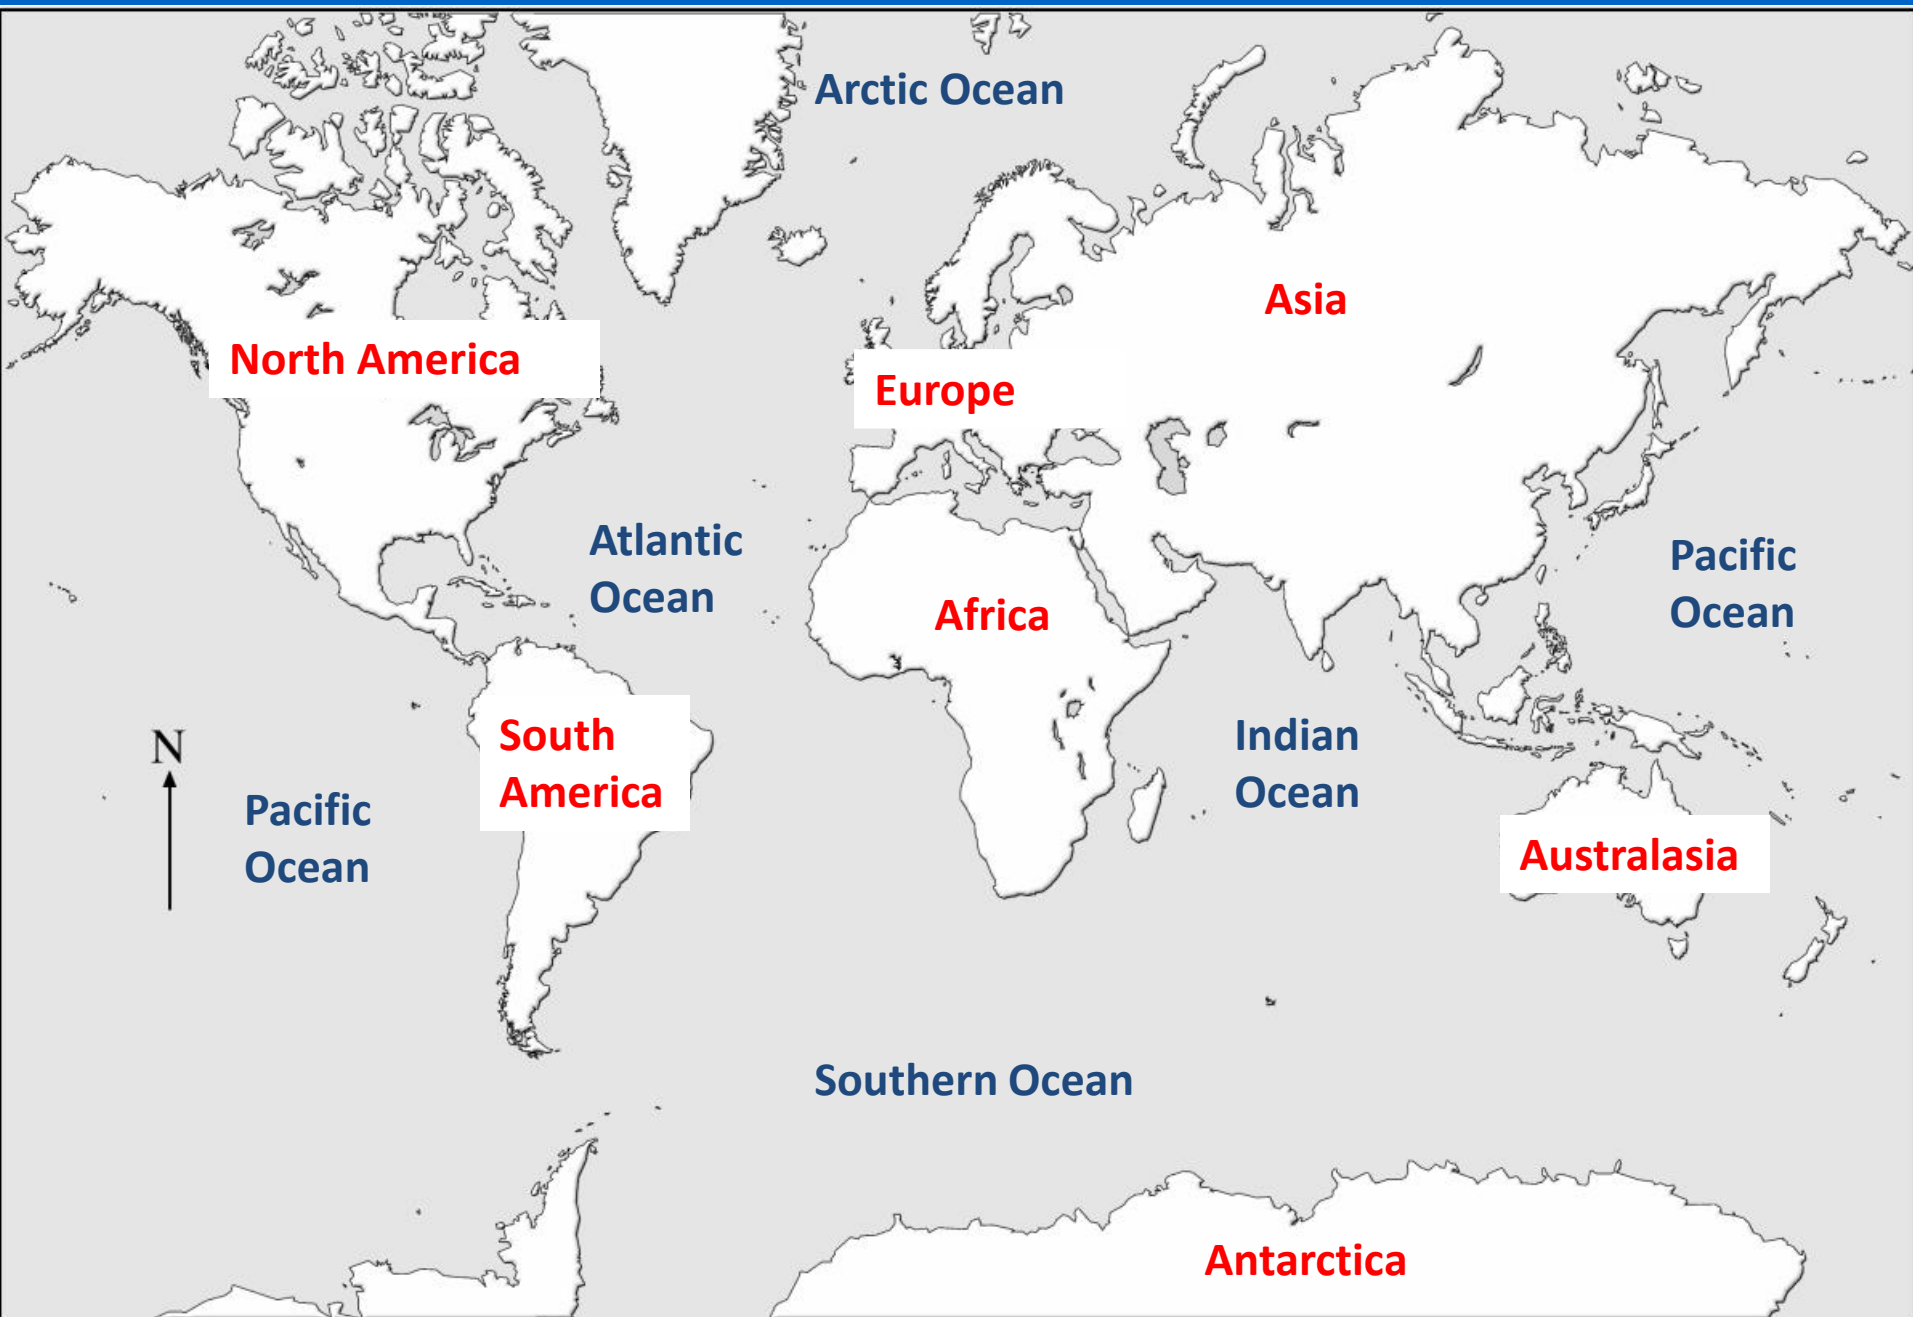 Arctic Ocean
Asia
North America
Europe
Atlantic
Ocean
Pacific
Ocean
Africa
South
America
Indian
Ocean
N
Pacific
Ocean
Australasia
Southern Ocean
Antarctica